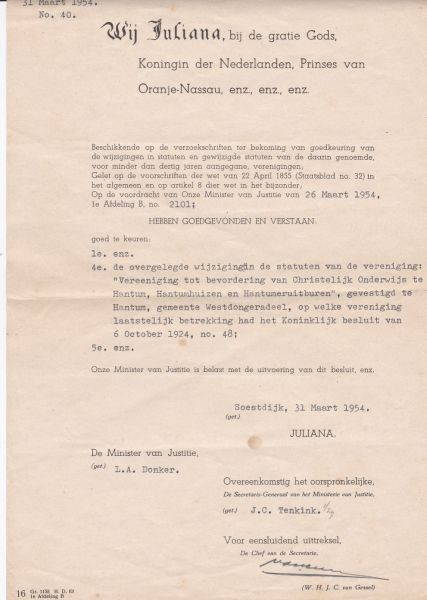 31 Maart 1954.
No. 40.
Wij Juliana, bij de gratie Gods,
Koningin der Nederlanden, Prinses van
Oranje-Nassau, enz., enz., enz.
Beschikkende op de verzoekschriften ter bekoming van goedkeuring van
de wijzigingen in statuten en gewijzigde statuten van de daarin genoemde,
voor minder dan dertig jaren aangegane, verenigingen;
Gelet op de voorschriften der wet van 22 April 1855 (Staatsblad no. 32) in
het algemeen en op artikel 8 dier wet in het bijzonder;
Op de voordracht van Onze Minister van Justitie van 26 Maart 1954,
1e Afdeling B, no. 2101;
HEBBEN GOEDGEVONDEN EN VERSTAAN:
goed te keuren:
1e. enz.
4e. de overgelegde wijziging in de statuten van de vereniging:
"Vereeniging tot bevordering van Christelijk Onderwijs te
Hantum, Hantumhuizen en Hantumeruitburen", gevestigd te
Hantum, gemeente Westdongeradeel, op welke vereniging
laatstelijk betrekking had het Koninklijk besluit van
6 October 1924, no. 48;
5e. enz.
Onze Minister van Justitie is belast met de uitvoering van dit besluit, enz.
Soestdijk, 31 Maart 1954.
(get.)
JULIANA.
De Minister van Justitie,
(get.) L.A. Donker.
Overeenkomstig het oorspronkelijke,
De Secretaris-Generaal van het Ministerie van Justitie,
(get.) J.C. Tenkink.
Voor eensluidend uittreksel,
De Chef van de Secretarie,
(W. H. J. C. van Gessel)
16 Gr. 1158 H. D. 63
1e Afdeling B